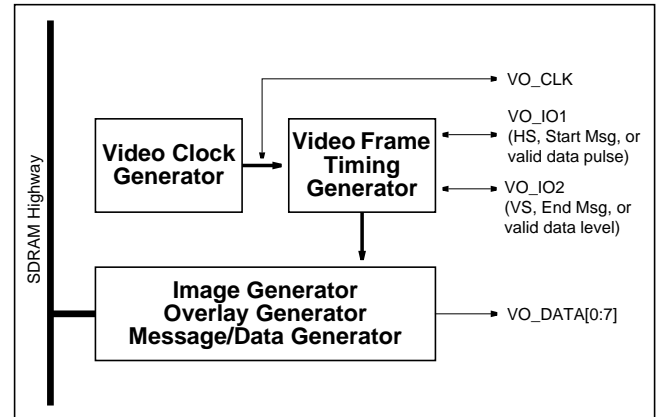 SDRAM Highway
Video Clock
Generator
Video Frame
Timing
Generator
VO_CLK
VO_IO1
(HS, Start Msg, or
valid data pulse)
VO_IO2
(VS, End Msg, or
valid data level)
Image Generator
Overlay Generator
Message/Data Generator
VO_DATA[0:7]